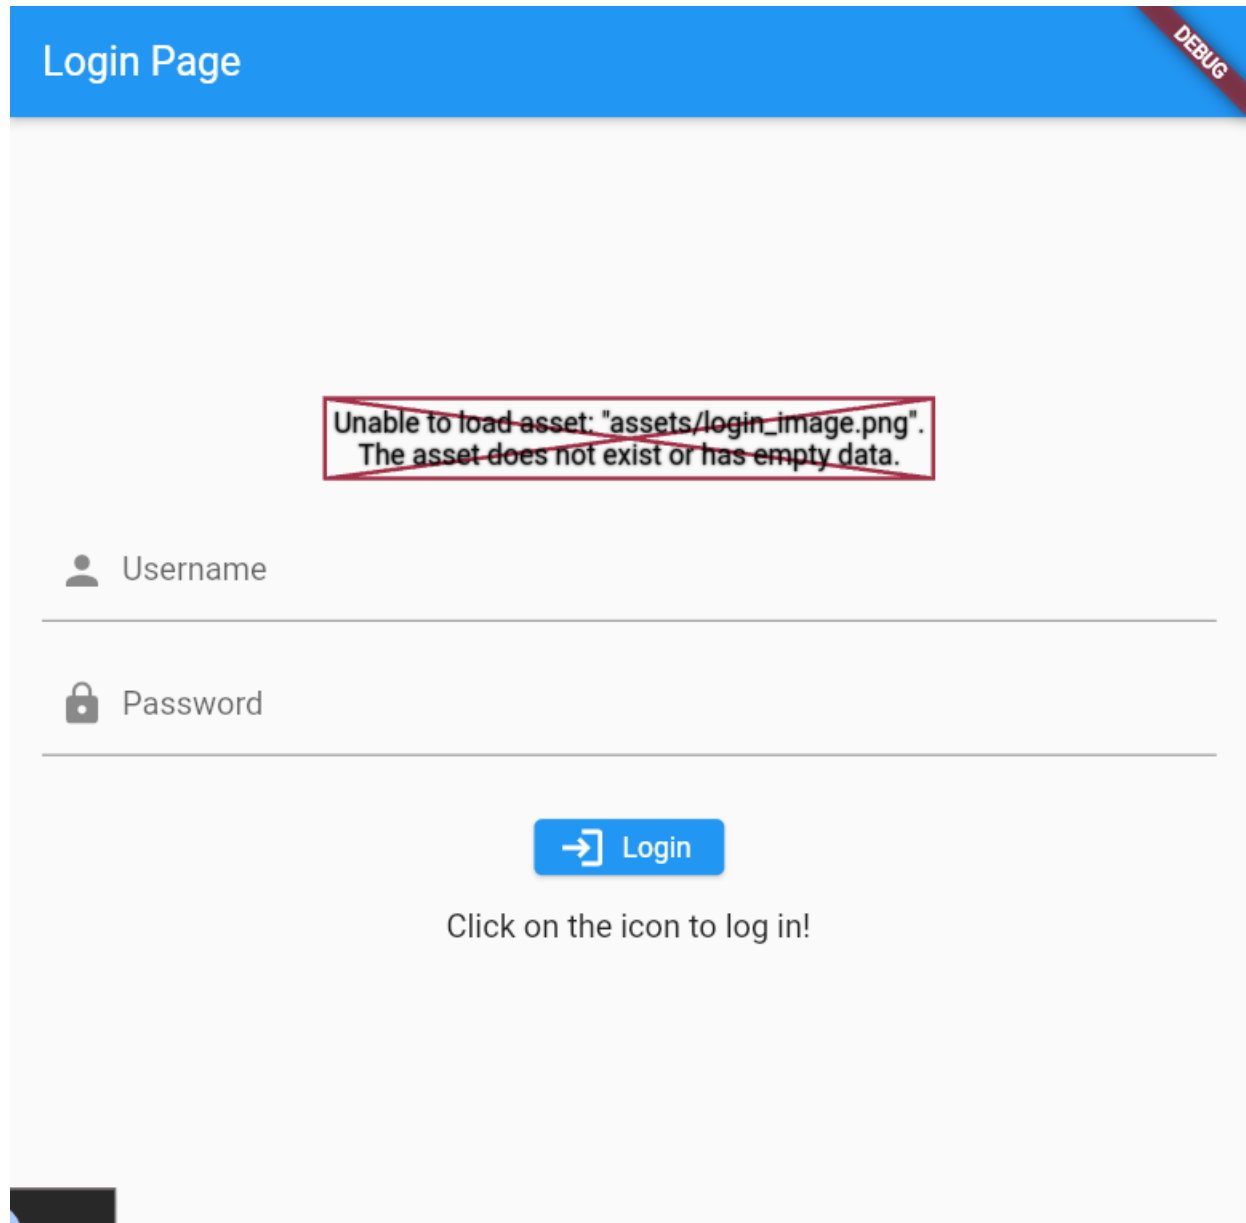 Login Page
DEBUG
Unable to load asset: "assets/login_image.png".
The asset does not exist or has empty data.
Username
Password
Login
Click on the icon to log in!